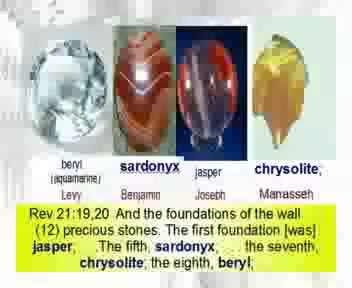 beryl sardonyx jasper chrysolite;
(aquamarine)
Levy Benjamin Joseph Manasseh
Rev 21:19,20 And the foundations of the wall
(12) precious stones. The first foundation [was]
jasper; . .The fifth, sardonyx; . . . the seventh,
chrysolite; the eighth, beryl;